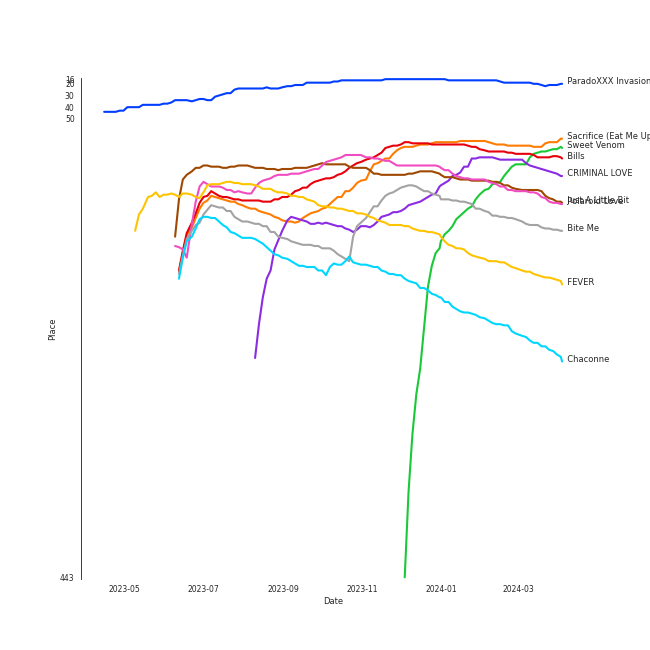 16
20
30
40
50
443
Place
2023-05
2023-07
2023-09
2023-11
2024-01
2024-03
Date
ParadoXXX Invasion
Sacrifice (Eat Me Up
Sweet Venom
Bills
CRIMINAL LOVE
Just A Little Bit
Polaroid Love
Bite Me
FEVER
Chaconne